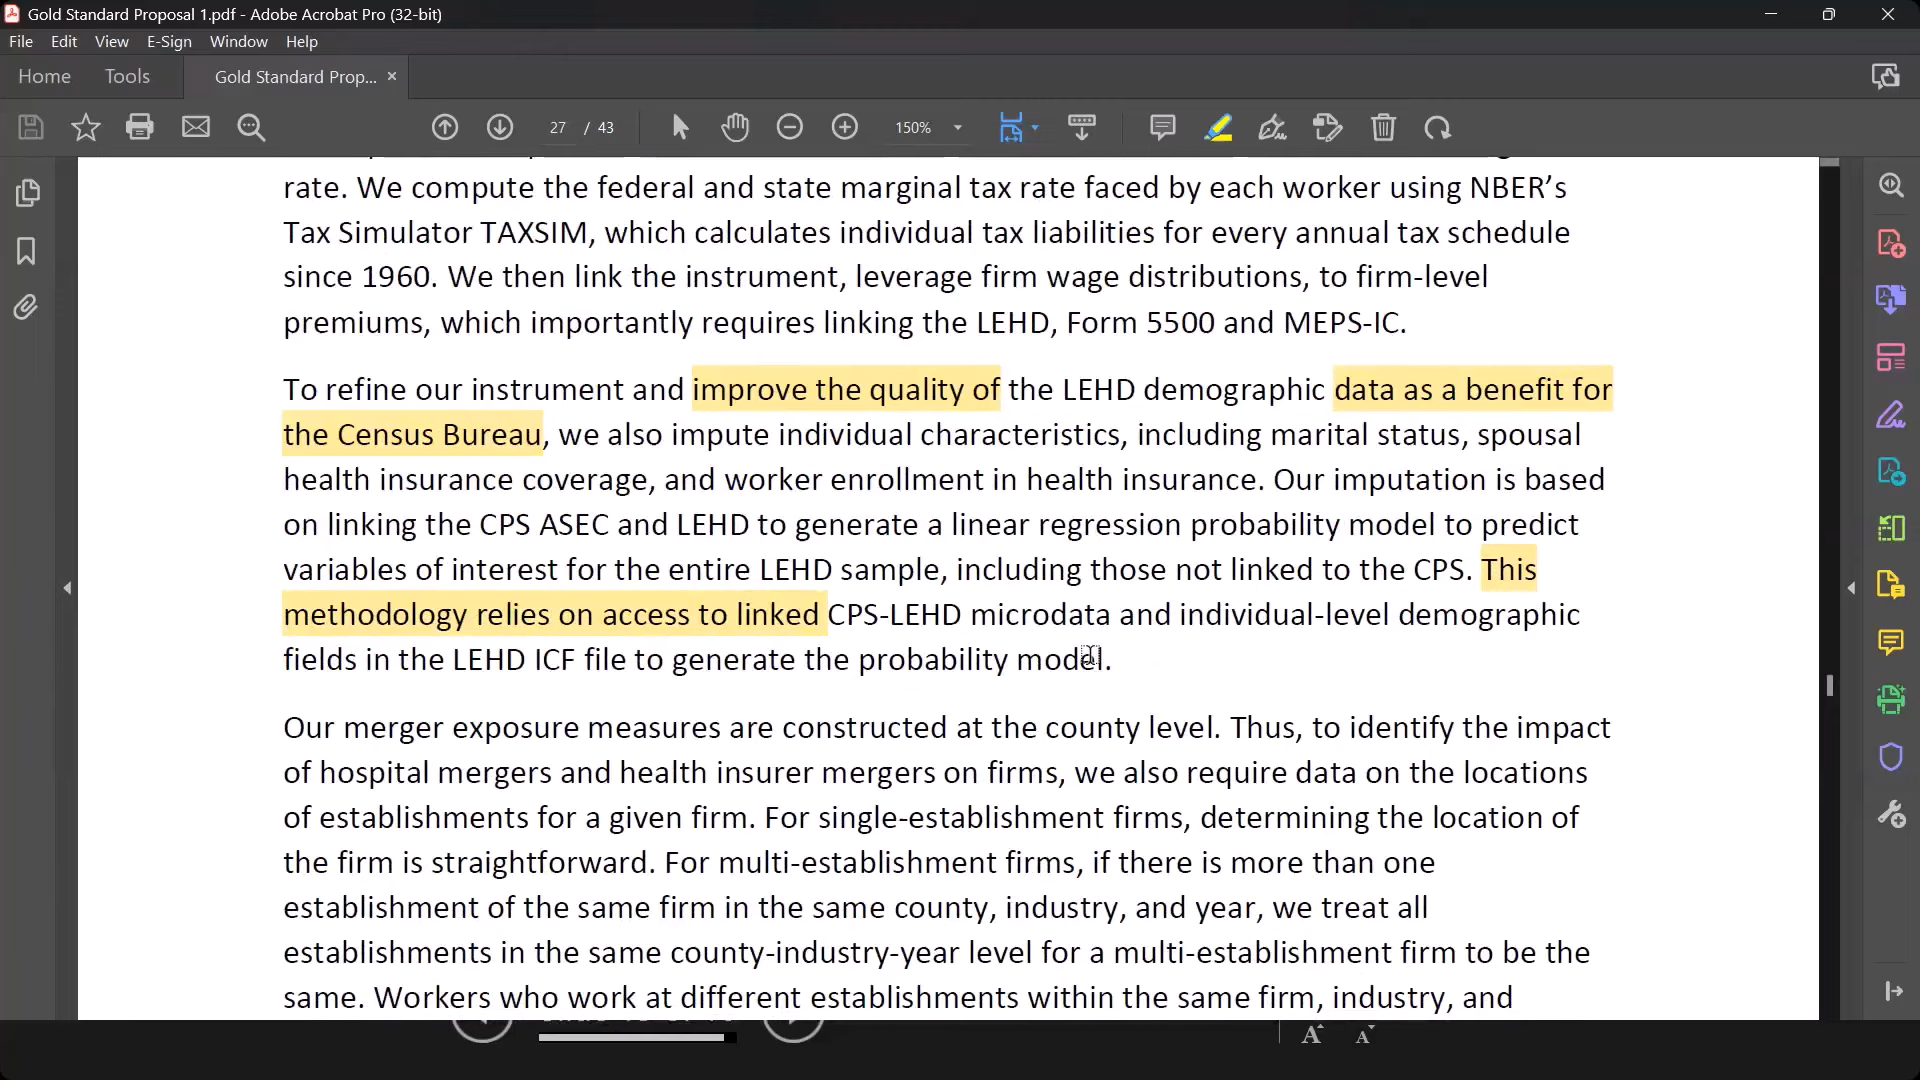 Gold Standard Proposal 1.pdf - Adobe Acrobat Pro (32-bit)
File Edit View E-Sign Window Help
Home Tools Gold Standard Prop... ×
27 / 43 150%
rate. We compute the federal and state marginal tax rate faced by each worker using NBER’s
Tax Simulator TAXSIM, which calculates individual tax liabilities for every annual tax schedule
since 1960. We then link the instrument, leverage firm wage distributions, to firm-level
premiums, which importantly requires linking the LEHD, Form 5500 and MEPS-IC.
To refine our instrument and improve the quality of the LEHD demographic data as a benefit for
the Census Bureau, we also impute individual characteristics, including marital status, spousal
health insurance coverage, and worker enrollment in health insurance. Our imputation is based
on linking the CPS ASEC and LEHD to generate a linear regression probability model to predict
variables of interest for the entire LEHD sample, including those not linked to the CPS. This
methodology relies on access to linked CPS-LEHD microdata and individual-level demographic
fields in the LEHD ICF file to generate the probability model.
Our merger exposure measures are constructed at the county level. Thus, to identify the impact
of hospital mergers and health insurer mergers on firms, we also require data on the locations
of establishments for a given firm. For single-establishment firms, determining the location of
the firm is straightforward. For multi-establishment firms, if there is more than one
establishment of the same firm in the same county, industry, and year, we treat all
establishments in the same county-industry-year level for a multi-establishment firm to be the
same. Workers who work at different establishments within the same firm, industry, and
A A